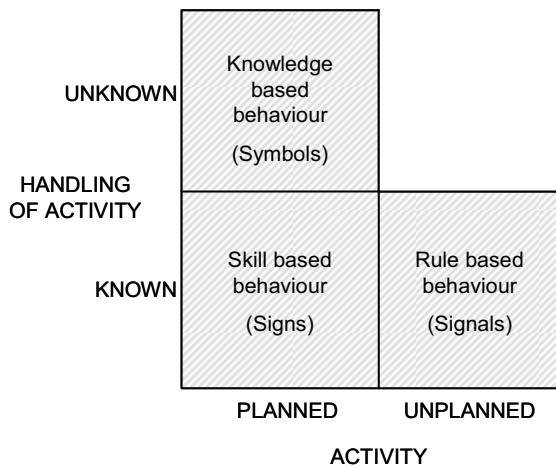 Knowledge
based
behaviour
(Symbols)
UNKNOWN
HANDLING
OF ACTIVITY
Skill based
behaviour
(Signs)
Rule based
behaviour
(Signals)
KNOWN
PLANNED
UNPLANNED
ACTIVITY